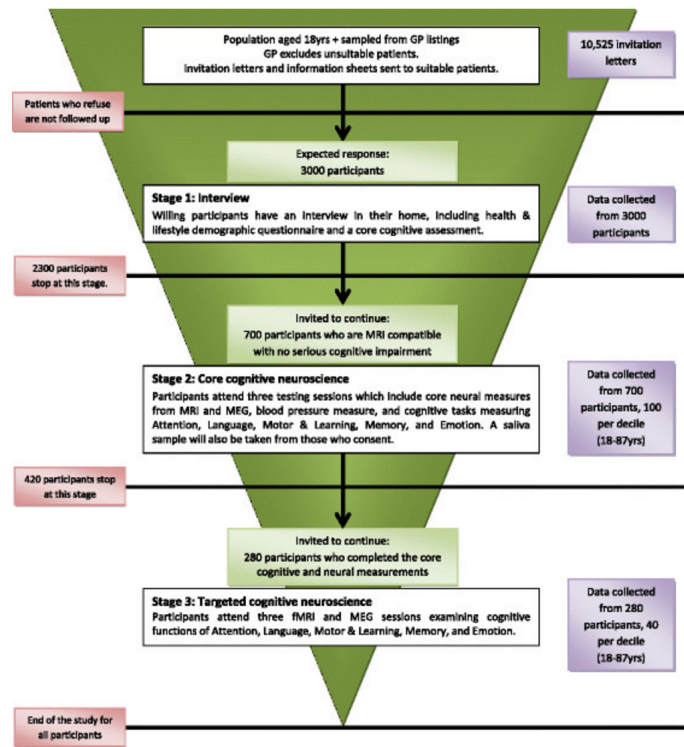 Population aged 18yrs + sampled from GP listings
GP excludes unsuitable patients.
Invitation letters and information sheets sent to suitable patients.
10,525 invitation
letters
Patients who refuse
are not followed up
Expected response:
3000 participants
Stage 1: Interview
Willing participants have an interview in their home, including health &
lifestyle demographic questionnaire and a core cognitive assessment.
Data collected
from 3000
participants
2300 participants
stop at this stage.
Invited to continue:
700 participants who are MRI compatible
with no serious cognitive impairment
Stage 2: Core cognitive neuroscience
Participants attend three testing sessions which include core neural measures
from MRI and MEG, blood pressure measure, and cognitive tasks measuring
Attention, Language, Motor & Learning, Memory, and Emotion. A saliva
sample will also be taken from those who consent.
Data collected
from 700
participants, 100
per decile
(18-87yrs)
420 participants stop
at this stage
Invited to continue:
280 participants who completed the core
cognitive and neural measurements
Stage 3: Targeted cognitive neuroscience
Participants attend three fMRI and MEG sessions examining cognitive
functions of Attention, Language, Motor & Learning, Memory, and Emotion.
Data collected
from 280
participants, 40
per decile
(18-87yrs)
End of the study for
all participants